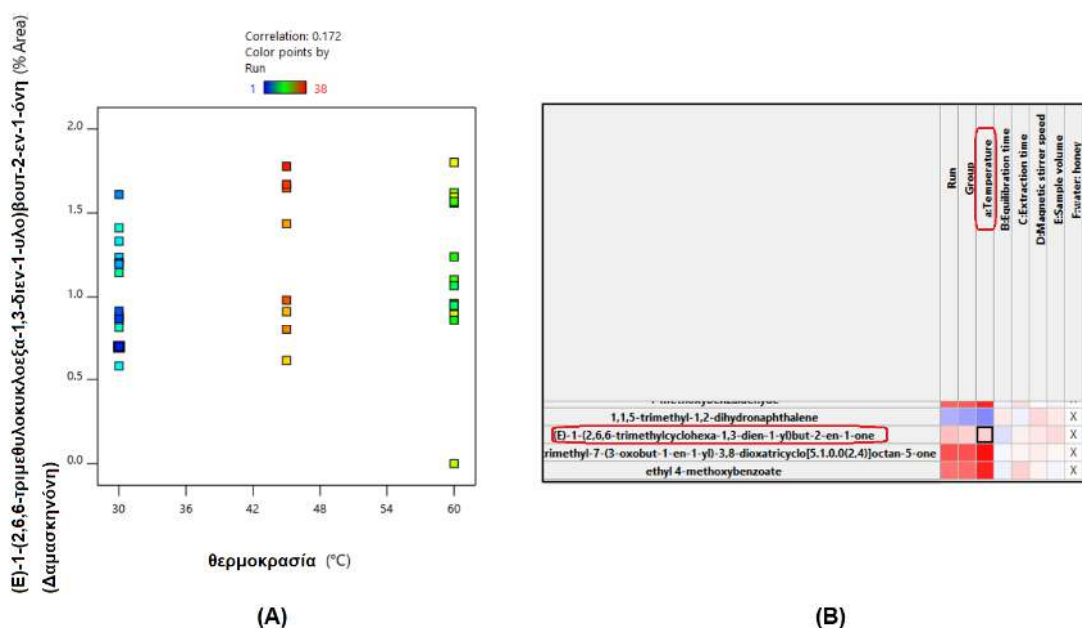 Correlation: 0.172
Color points by
Run
1 38
(E)-1-(2,6,6-τριμεθυλοκυκλοεξα-1,3-διεν-1-υλο)βουτ-2-εν-1-όνη (% Area)
(Δαμασκηνόνη)
2.0
1.5
1.0
0.5
0.0
30 36 42 48 54 60
θερμοκρασία (°C)
(A)
Run
Group
a:Temperature
B:Equilibration time
C:Extraction time
D:Magnetic stirrer speed
E:Sample volume
F:water: honey
1,1,5-trimethyl-1,2-dihydronaphthalene X
(E)-1-(2,6,6-trimethylcyclohexa-1,3-dien-1-yl)but-2-en-1-one X
trimethyl-7-(3-oxobut-1-en-1-yl)-3,8-dioxatricyclo[5.1.0.0(2,4)]octan-5-one
ethyl 4-methoxybenzoate X
(B)